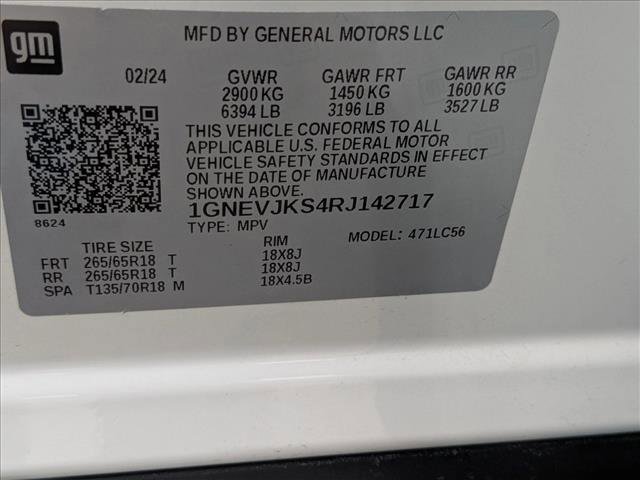 gm
MFD BY GENERAL MOTORS LLC
02/24 GVWR GAWR FRT GAWR RR
2900 KG 1450 KG 1600 KG
6394 LB 3196 LB 3527 LB
THIS VEHICLE CONFORMS TO ALL
APPLICABLE U.S. FEDERAL MOTOR
VEHICLE SAFETY STANDARDS IN EFFECT
ON THE DATE OF MANUFACTURE
SHOWN ABOVE.
8624
1GNEVJKS4RJ142717
TYPE: MPV MODEL: 471LC56
TIRE SIZE RIM
FRT 265/65R18 T 18X8J
RR 265/65R18 T 18X8J
SPA T135/70R18 M 18X4.5B